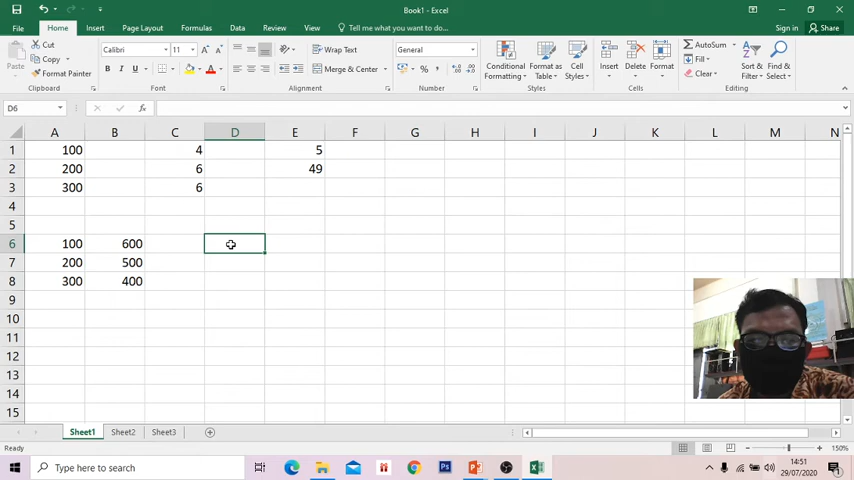 Book1 - Excel
File Home Insert Page Layout Formulas Data Review View Tell me what you want to do... Sign in Share
Paste Cut Copy Format Painter
Calibri 11 Wrap Text Merge & Center General
B I U A % ,
Conditional Formatting Format as Table Cell Styles Insert Delete Format
AutoSum Fill Clear Sort & Filter Find & Select
Clipboard Font Alignment Number Styles Cells Editing
D6 fx
A B C D E F G H I J K L M N
1 100 4 5
2 200 6 49
3 300 6
4
5
6 100 600
7 200 500
8 300 400
9
10
11
12
13
14
15
Sheet1 Sheet2 Sheet3
Ready 150%
Type here to search 14:51
29/07/2020